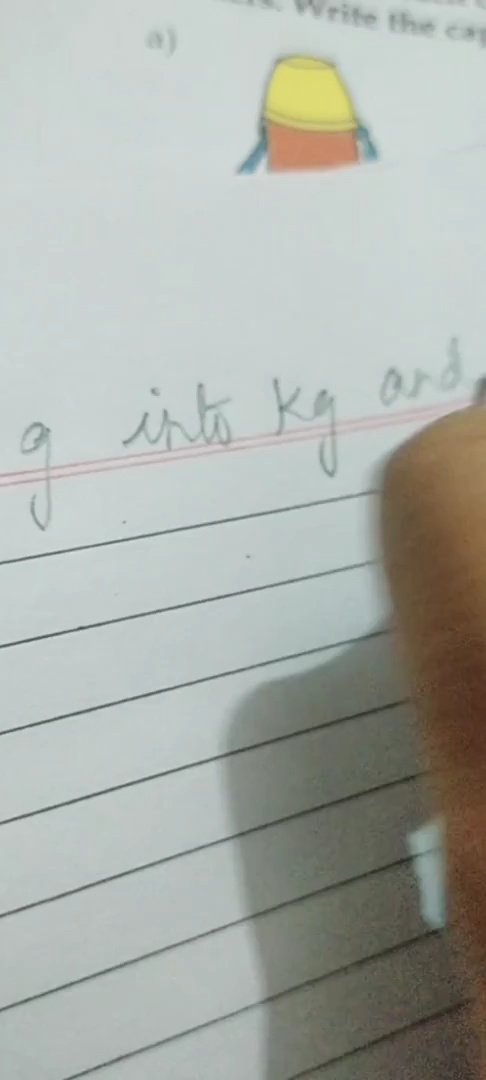 Write the
a)
g into kg and